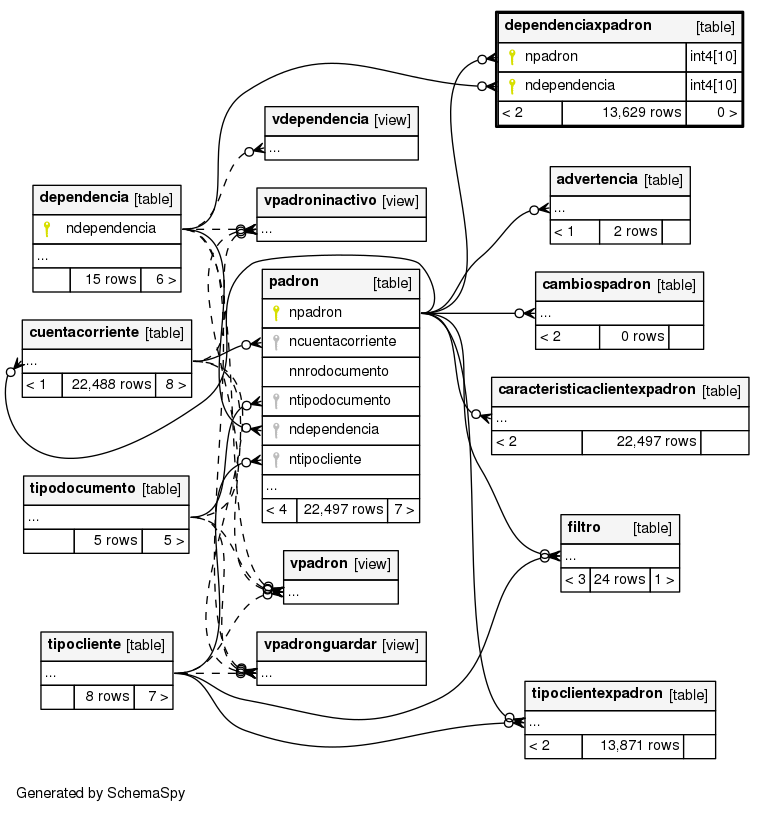 dependenciaxpadron [table]
npadron int4[10]
ndependencia int4[10]
< 2 13,629 rows 0 >
vdependencia [view]
...
advertencia [table]
...
< 1 2 rows
dependencia [table]
ndependencia
...
15 rows 6 >
vpadroninactivo [view]
...
padron [table]
npadron
ncuentacorriente
nnrodocumento
ntipodocumento
ndependencia
ntipocliente
...
< 4 22,497 rows 7 >
cambiospadron [table]
...
< 2 0 rows
cuentacorriente [table]
...
< 1 22,488 rows 8 >
caracteristicaclientexpadron [table]
...
< 2 22,497 rows
tipodocumento [table]
...
5 rows 5 >
filtro [table]
...
< 3 24 rows 1 >
vpadron [view]
...
tipocliente [table]
...
8 rows 7 >
vpadronguardar [view]
...
tipoclientexpadron [table]
...
< 2 13,871 rows
Generated by SchemaSpy